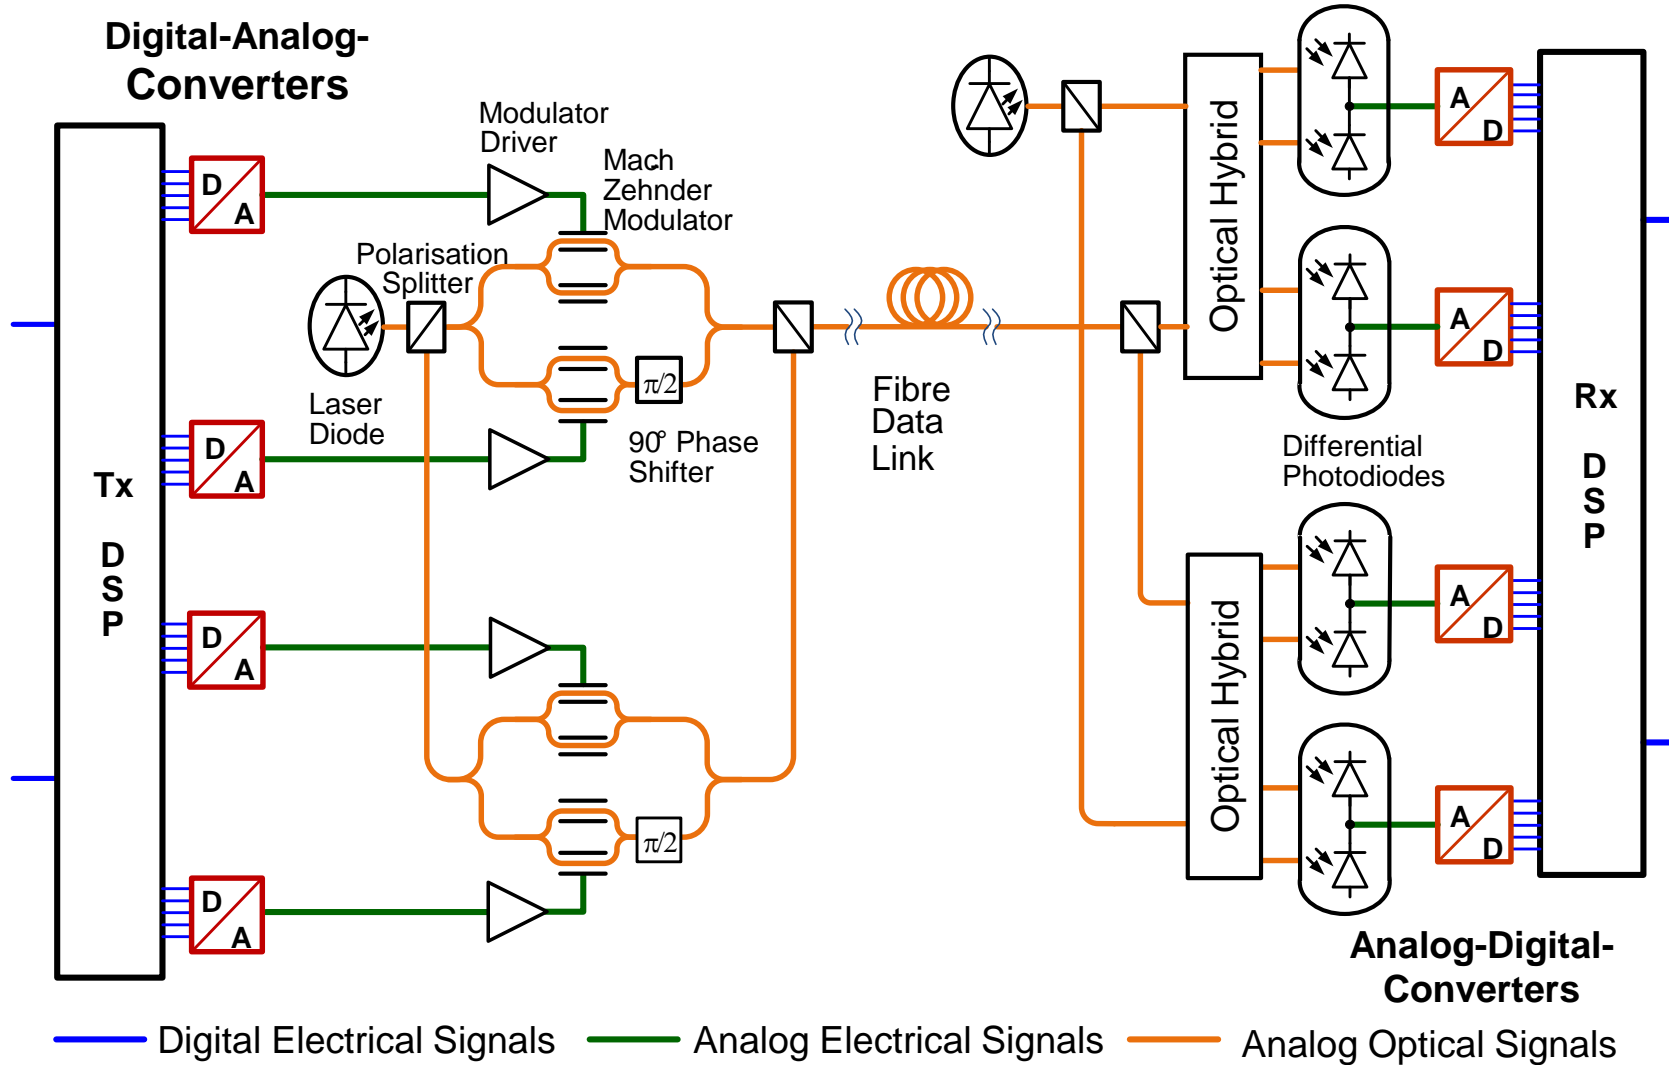 Digital-Analog-
Converters
Modulator
Driver
Mach
Zehnder
Modulator
Polarisation
Splitter
Laser
Diode
π/2
90° Phase
Shifter
Tx
D
S
P
D
A
D
A
D
A
D
A
π/2
Fibre
Data
Link
Optical Hybrid
Optical Hybrid
Differential
Photodiodes
A
D
A
D
A
D
A
D
Rx
D
S
P
Analog-Digital-
Converters
Digital Electrical Signals
Analog Electrical Signals
Analog Optical Signals